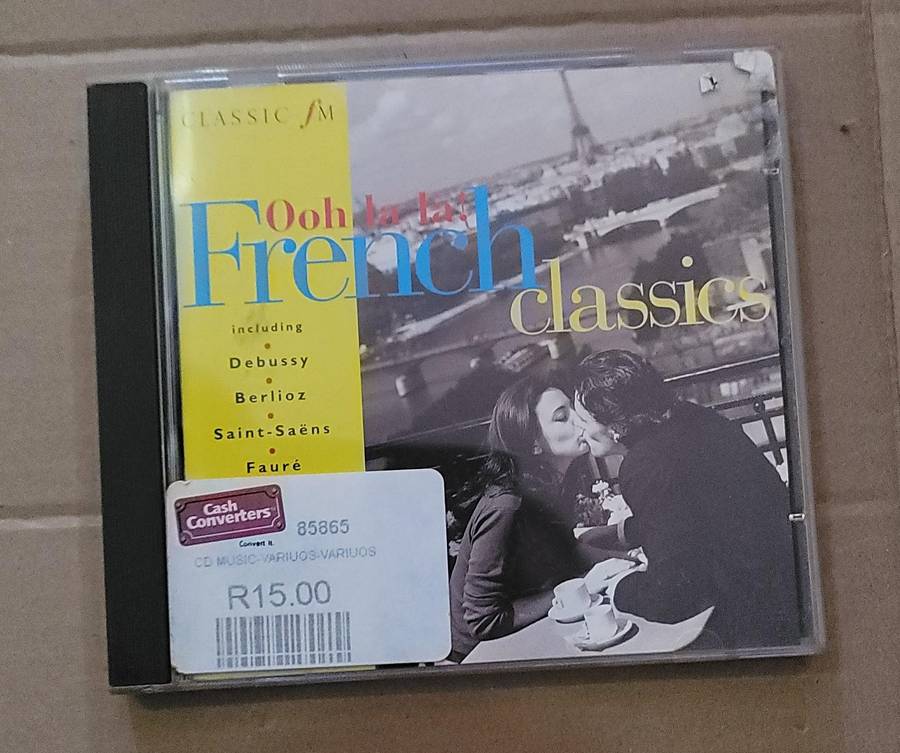 CLASSIC fM
Ooh la la!
French
classics
including
Debussy
Berlioz
Saint-Saëns
Fauré
Cash
Converters
Convert it.
85865
CD MUSIC-VARIUOS-VARIUOS
R15.00